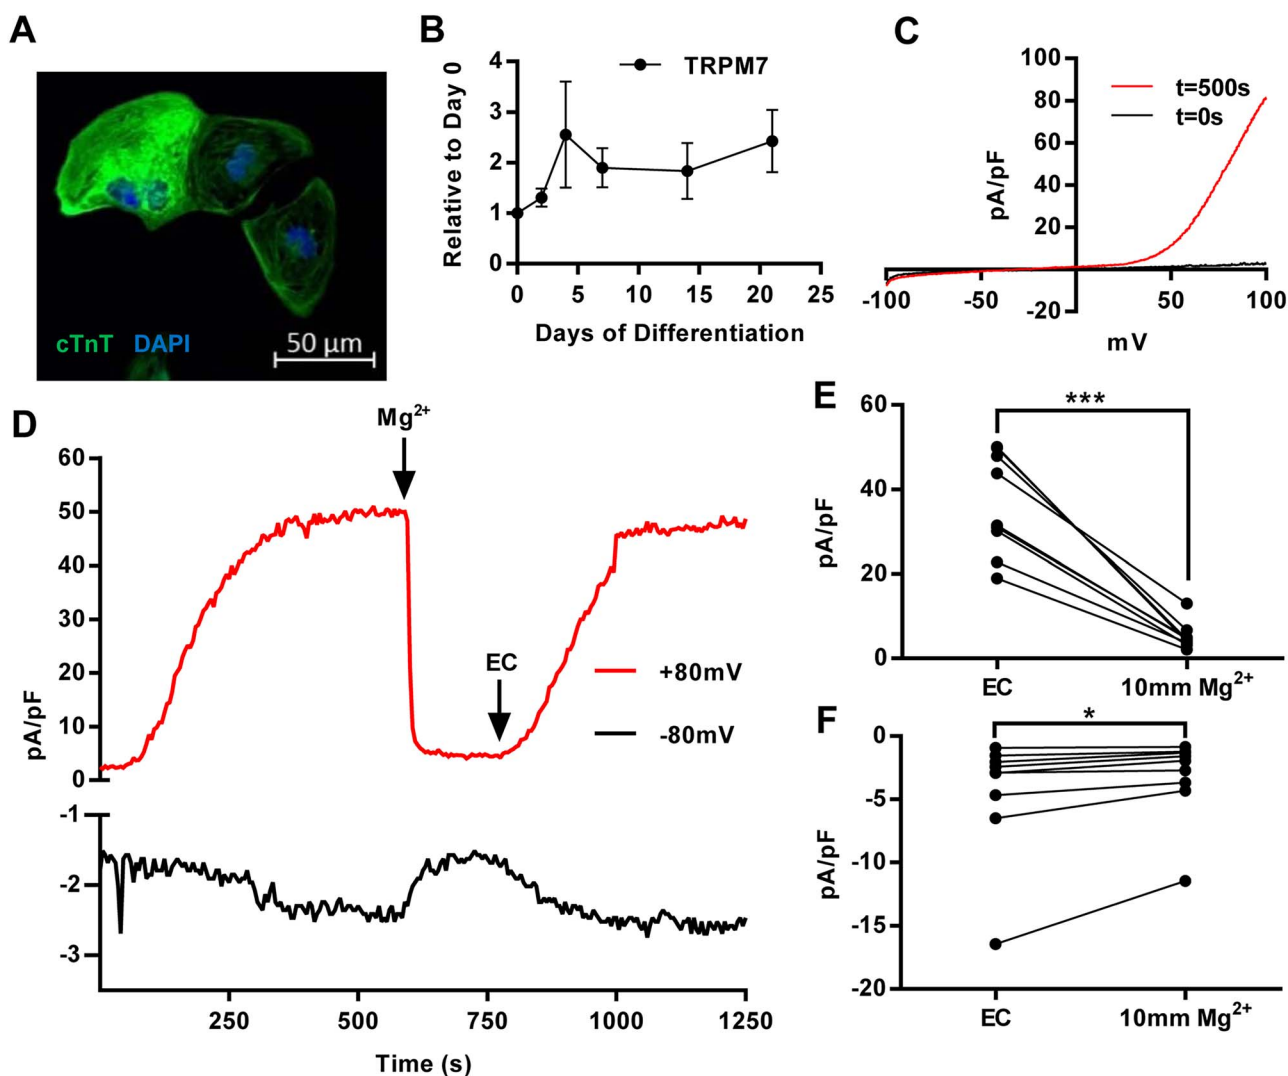 A
cTnT DAPI
50 µm
B
Relative to Day 0
4
3
2
1
0
TRPM7
0 5 10 15 20 25
Days of Differentiation
C
pA/pF
100
80
60
40
20
-20
t=500s
t=0s
-100 -50 50 100
mV
D
Mg²⁺
60
50
40
30
20
10
0
EC
+80mV
-80mV
pA/pF
-1
-2
-3
250 500 750 1000 1250
Time (s)
E
***
60
40
20
0
pA/pF
EC 10mm Mg²⁺
F
*
0
-5
-10
-15
-20
pA/pF
EC 10mm Mg²⁺